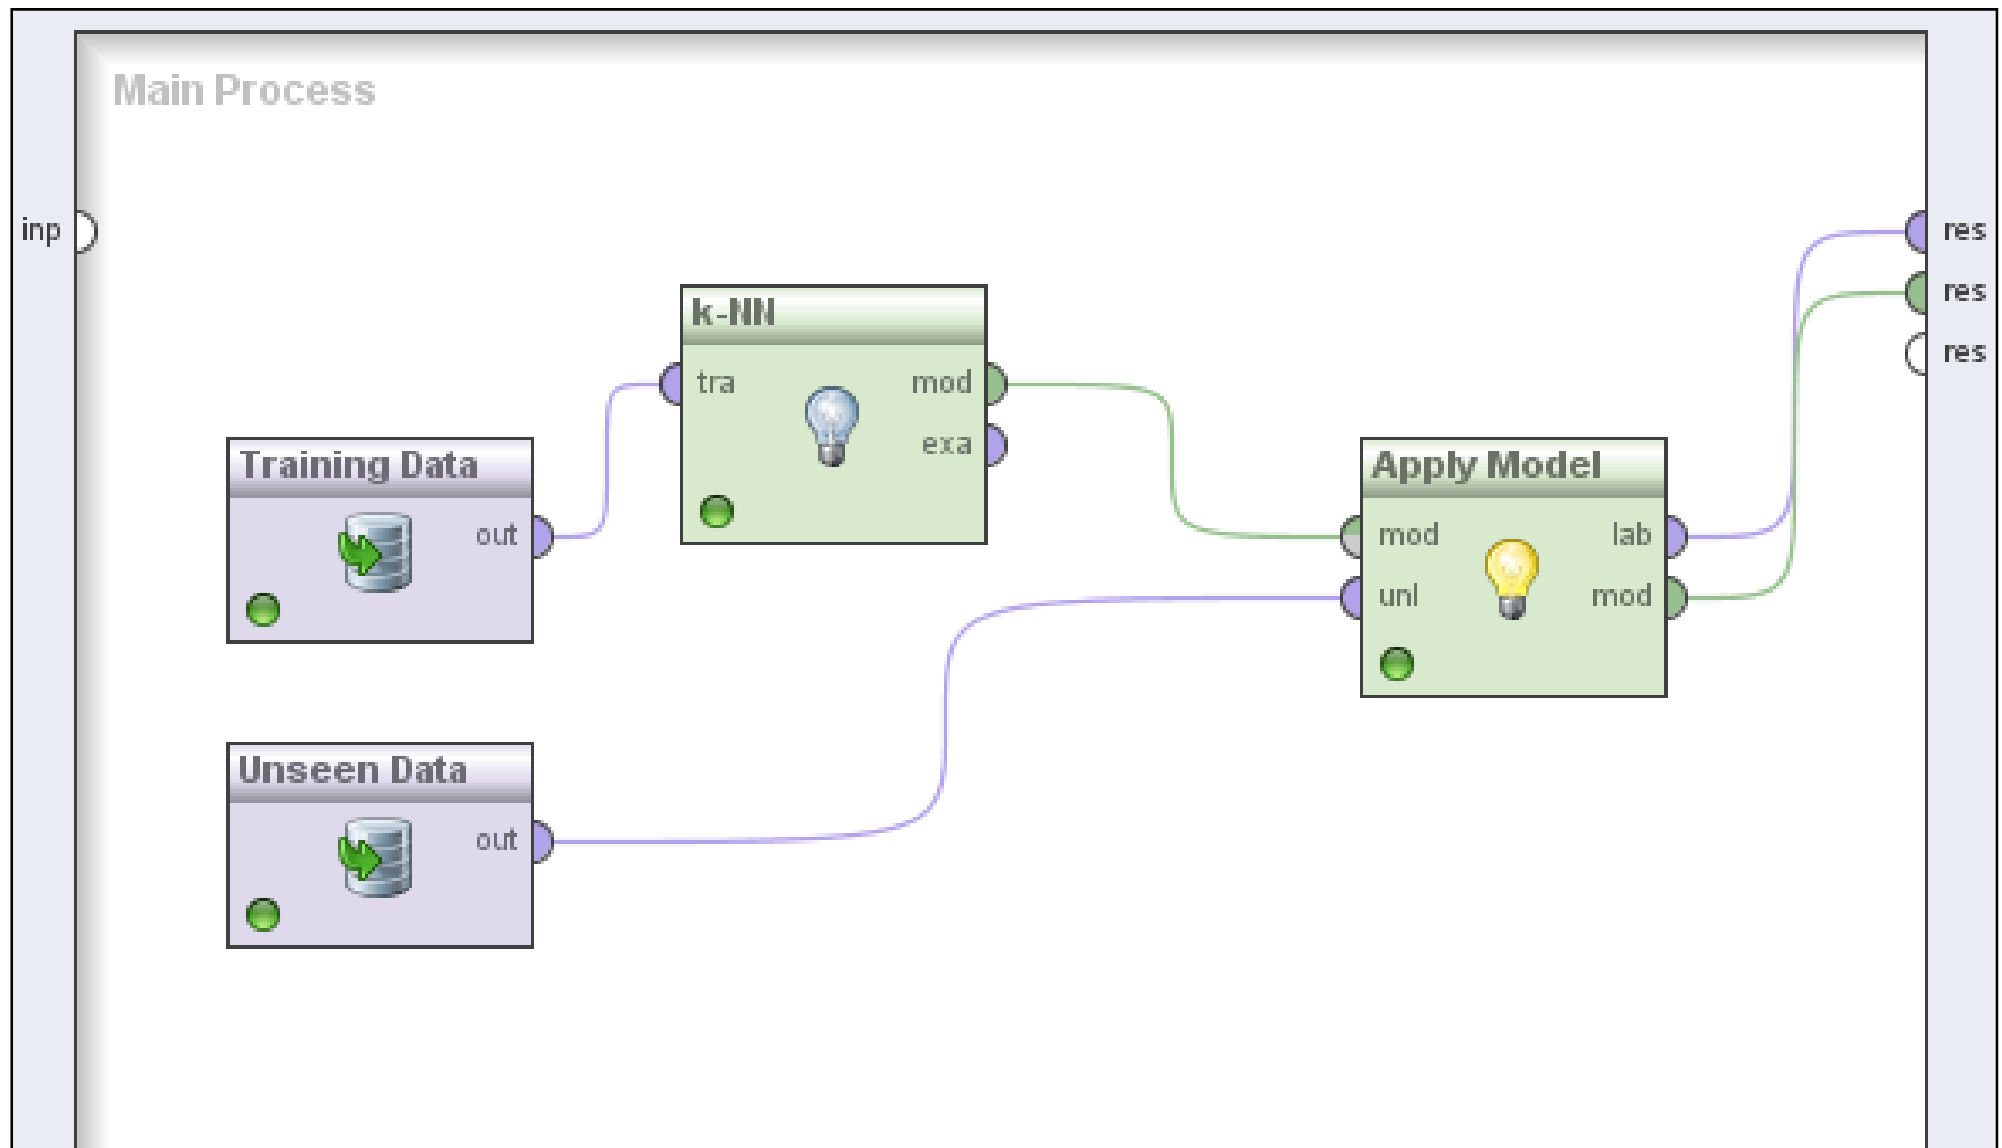 Main Process
inp
res
res
res
k-NN
tra
mod
exa
Training Data
out
Apply Model
mod
lab
unl
mod
Unseen Data
out